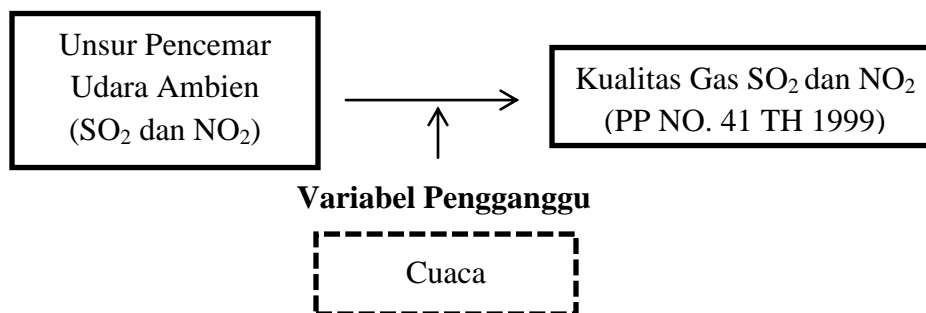 Unsur Pencemar
Udara Ambien
(SO₂ dan NO₂)
Kualitas Gas SO₂ dan NO₂
(PP NO. 41 TH 1999)
Variabel Pengganggu
Cuaca